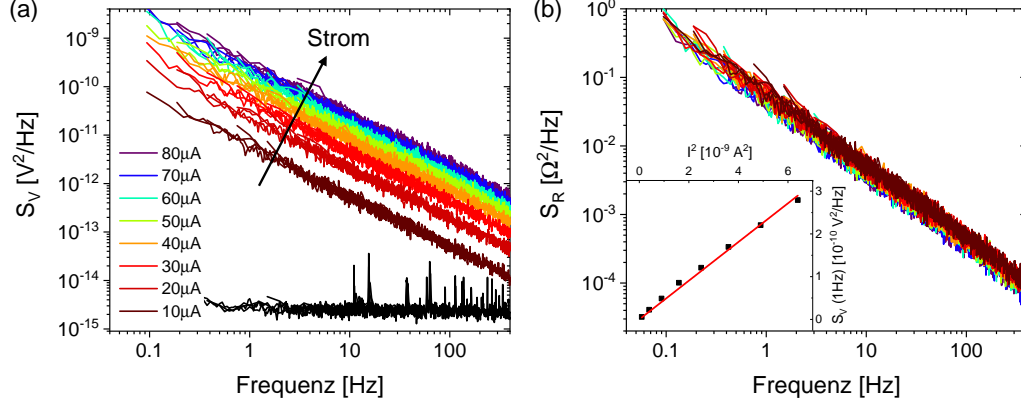 (a)
S_V [V²/Hz]
10⁻⁹
10⁻¹⁰
10⁻¹¹
10⁻¹²
10⁻¹³
10⁻¹⁴
10⁻¹⁵
Strom
80µA
70µA
60µA
50µA
40µA
30µA
20µA
10µA
0.1 1 10 100
Frequenz [Hz]
(b)
S_R [Ω²/Hz]
10⁰
10⁻¹
10⁻²
10⁻³
10⁻⁴
I² [10⁻⁹ A²]
0 2 4 6
3
2
1
0
S_V (1Hz) [10⁻¹⁰ V²/Hz]
0.1 1 10 100
Frequenz [Hz]